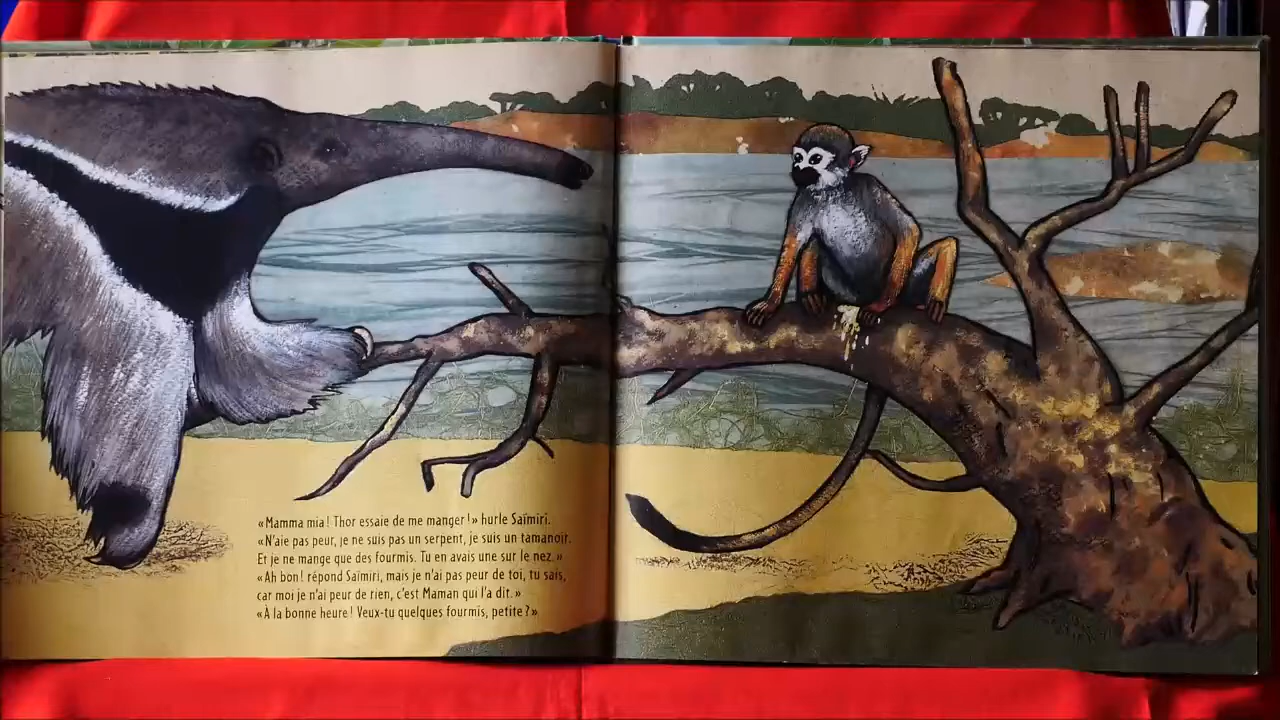 «Mamma mia! Thor essaie de me manger!» hurle Saïmiri.
«N'aie pas peur, je ne suis pas un serpent, je suis un tamanoir.
Et je ne mange que des fourmis. Tu en avais une sur le nez.»
«Ah bon! répond Saïmiri, mais je n'ai pas peur de toi, tu sais,
car moi je n'ai peur de rien, c'est Maman qui l'a dit.»
«À la bonne heure! Veux-tu quelques fourmis, petite?»